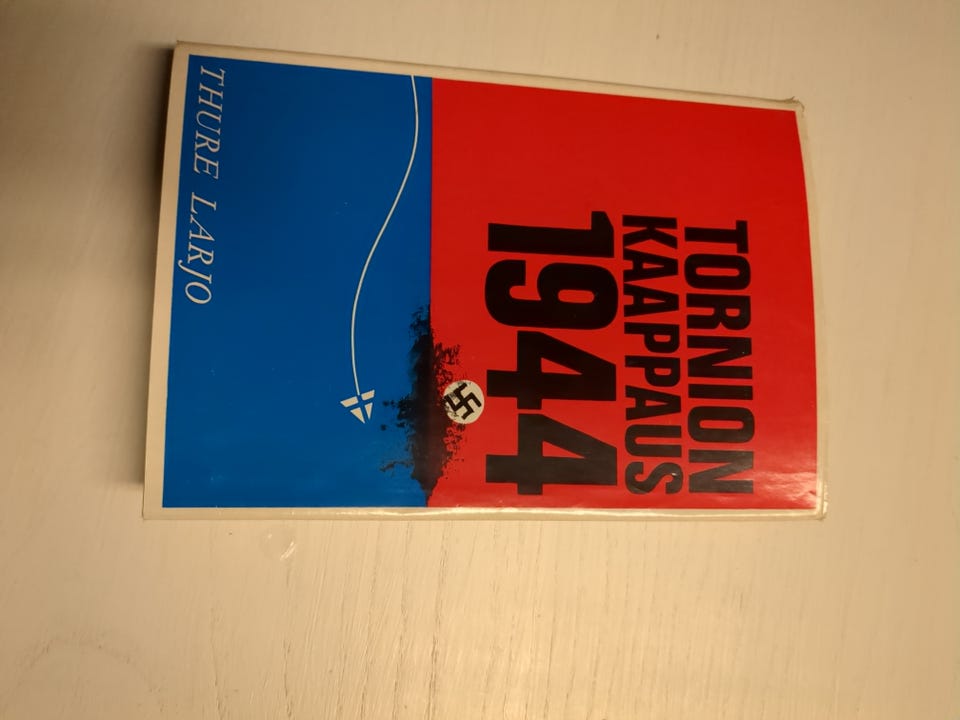 TORNION
KAAPPAUS
1944
THURE LARJO